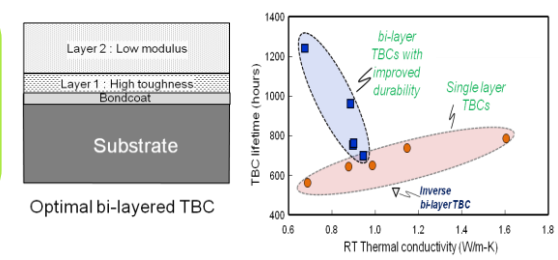 Layer 2 : Low modulus
Layer 1 : High toughness
Bondcoat
Substrate
Optimal bi-layered TBC
TBC lifetime (hours)
1400
1200
1000
800
600
400
bi-layer
TBCs with
improved
durability
Single layer
TBCs
Inverse
bi-layer TBC
0.6 0.8 1.0 1.2 1.4 1.6 1.8
RT Thermal conductivity (W/m-K)